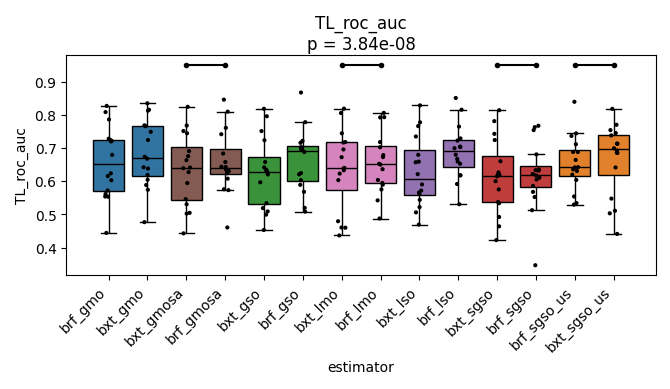 TL_roc_auc
p = 3.84e-08
TL_roc_auc
0.9
0.8
0.7
0.6
0.5
0.4
brf_gmo
bxt_gmo
bxt_gmosa
brf_gmosa
bxt_gso
brf_gso
bxt_lmo
brf_lmo
bxt_lso
brf_lso
bxt_sgso
brf_sgso
brf_sgso_us
bxt_sgso_us
estimator